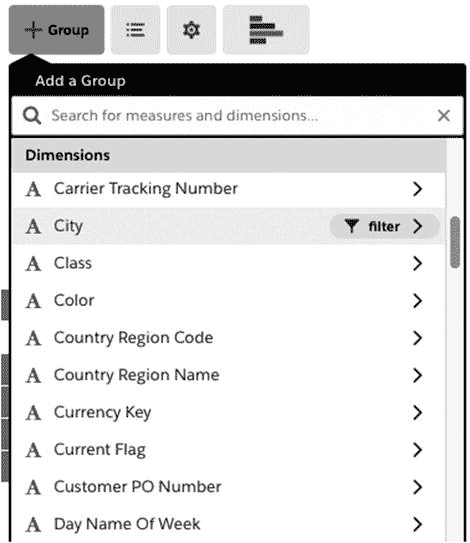 Group
Add a Group
Search for measures and dimensions...
Dimensions
A Carrier Tracking Number
A City filter
A Class
A Color
A Country Region Code
A Country Region Name
A Currency Key
A Current Flag
A Customer PO Number
A Day Name Of Week